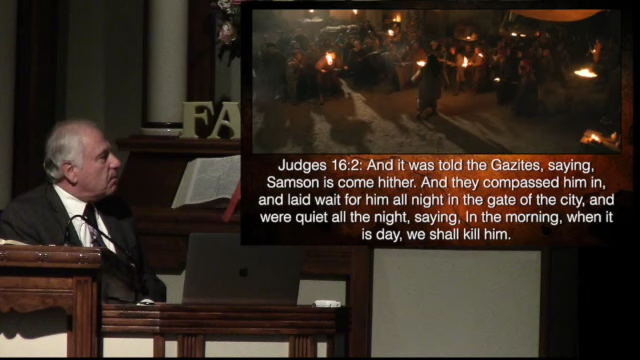 FA
Judges 16:2: And it was told the Gazites, saying,
Samson is come hither. And they compassed him in,
and laid wait for him all night in the gate of the city, and
were quiet all the night, saying, In the morning, when it
is day, we shall kill him.